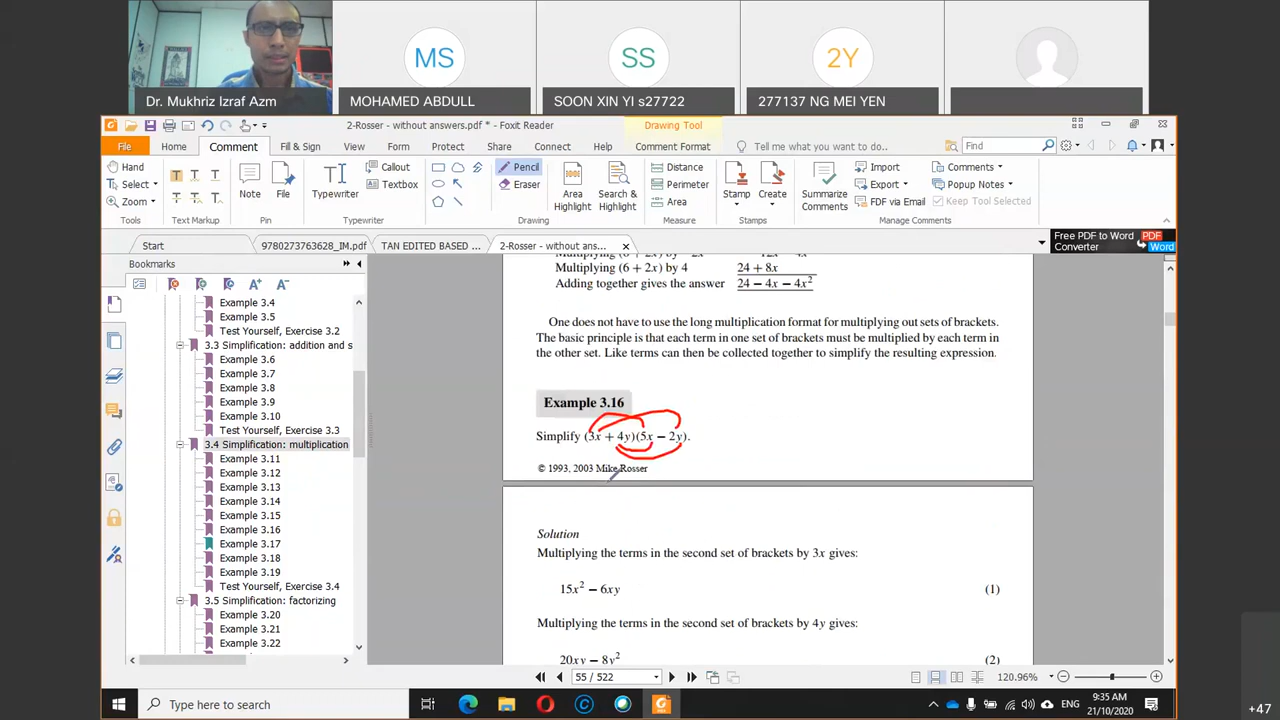 MS
SS
2Y
Dr. Mukhriz Izraf Azm
MOHAMED ABDULL
SOON XIN YI s27722
277137 NG MEI YEN
2-Rosser - without answers.pdf * - Foxit Reader
Drawing Tool
File
Home
Comment
Fill & Sign
View
Form
Protect
Share
Connect
Help
Comment Format
Tell me what you want to do...
Find
Hand
Select
Zoom
Tools
Text Markup
Note
File
Pin
Typewriter
Callout
Textbox
Typewriter
Pencil
Eraser
Drawing
Area Highlight
Search & Highlight
Distance
Perimeter
Area
Measure
Stamp
Create
Stamps
Summarize Comments
Import
Export
FDF via Email
Comments
Popup Notes
Keep Tool Selected
Manage Comments
Start
9780273763628_IM.pdf
TAN EDITED BASED ...
2-Rosser - without ans...
Free PDF to Word Converter
PDF
Word
Bookmarks
Example 3.4
Example 3.5
Test Yourself, Exercise 3.2
3.3 Simplification: addition and s
Example 3.6
Example 3.7
Example 3.8
Example 3.9
Example 3.10
Test Yourself, Exercise 3.3
3.4 Simplification: multiplication
Example 3.11
Example 3.12
Example 3.13
Example 3.14
Example 3.15
Example 3.16
Example 3.17
Example 3.18
Example 3.19
Test Yourself, Exercise 3.4
3.5 Simplification: factorizing
Example 3.20
Example 3.21
Example 3.22
Multiplying (6 + 2x) by 4 24 + 8x
Adding together gives the answer 24 − 4x − 4x²
One does not have to use the long multiplication format for multiplying out sets of brackets.
The basic principle is that each term in one set of brackets must be multiplied by each term in
the other set. Like terms can then be collected together to simplify the resulting expression.
Example 3.16
Simplify (3x + 4y)(5x − 2y).
© 1993, 2003 Mike Rosser
Solution
Multiplying the terms in the second set of brackets by 3x gives:
15x² − 6xy (1)
Multiplying the terms in the second set of brackets by 4y gives:
20xy − 8y² (2)
55 / 522
120.96%
Type here to search
ENG
9:35 AM
21/10/2020
+47